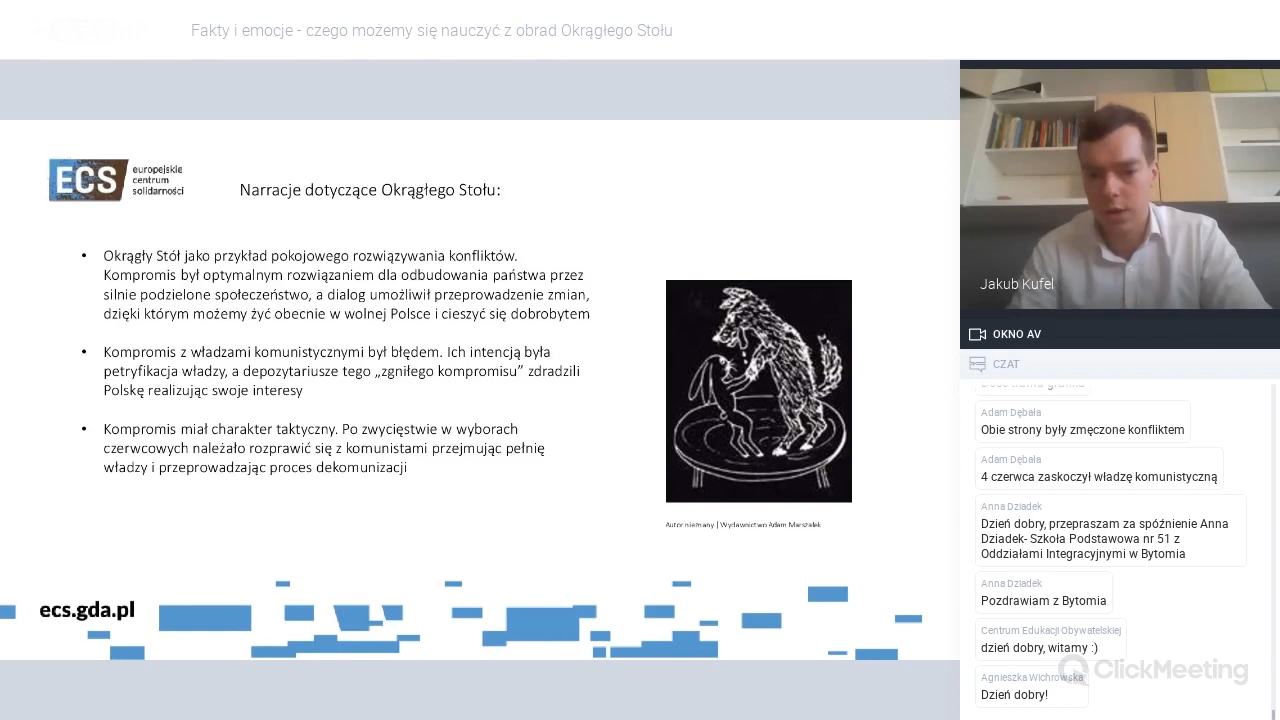 Fakty i emocje - czego możemy się nauczyć z obrad Okrągłego Stołu
ECS europejskie centrum solidarności
Narracje dotyczące Okrągłego Stołu:
• Okrągły Stół jako przykład pokojowego rozwiązywania konfliktów.
Kompromis był optymalnym rozwiązaniem dla odbudowania państwa przez
silnie podzielone społeczeństwo, a dialog umożliwił przeprowadzenie zmian,
dzięki którym możemy żyć obecnie w wolnej Polsce i cieszyć się dobrobytem
• Kompromis z władzami komunistycznymi był błędem. Ich intencją była
petryfikacja władzy, a depozytariusze tego „zgniłego kompromisu” zdradzili
Polskę realizując swoje interesy
• Kompromis miał charakter taktyczny. Po zwycięstwie w wyborach
czerwcowych należało rozprawić się z komunistami przejmując pełnię
władzy i przeprowadzając proces dekomunizacji
Autor nieznany | Wydawnictwo Adam Marszałek
ecs.gda.pl
Jakub Kufel
OKNO AV
CZAT
Adam Dębała
Obie strony były zmęczone konfliktem
Adam Dębała
4 czerwca zaskoczył władzę komunistyczną
Anna Dziadek
Dzień dobry, przepraszam za spóźnienie Anna
Dziadek- Szkoła Podstawowa nr 51 z
Oddziałami Integracyjnymi w Bytomia
Anna Dziadek
Pozdrawiam z Bytomia
Centrum Edukacji Obywatelskiej
dzień dobry, witamy :)
Agnieszka Wichrowska
Dzień dobry!
ClickMeeting